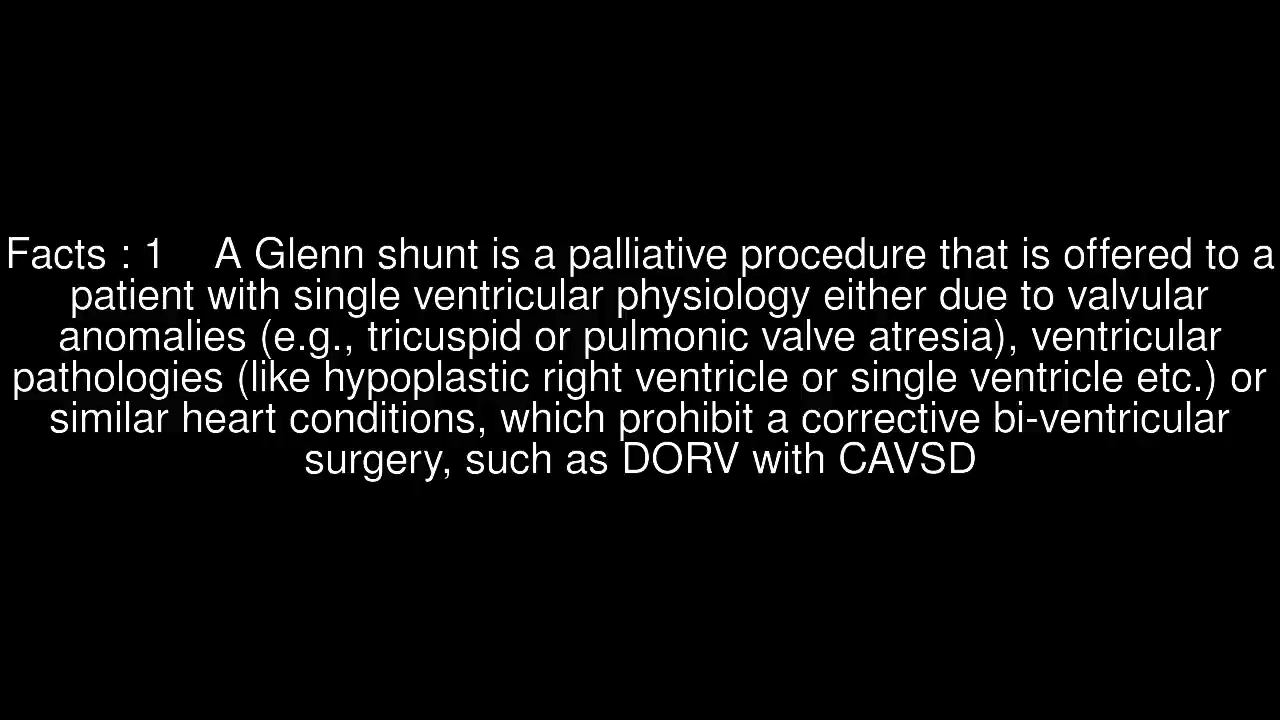 Facts : 1    A Glenn shunt is a palliative procedure that is offered to a
patient with single ventricular physiology either due to valvular
anomalies (e.g., tricuspid or pulmonic valve atresia), ventricular
pathologies (like hypoplastic right ventricle or single ventricle etc.) or
similar heart conditions, which prohibit a corrective bi-ventricular
surgery, such as DORV with CAVSD